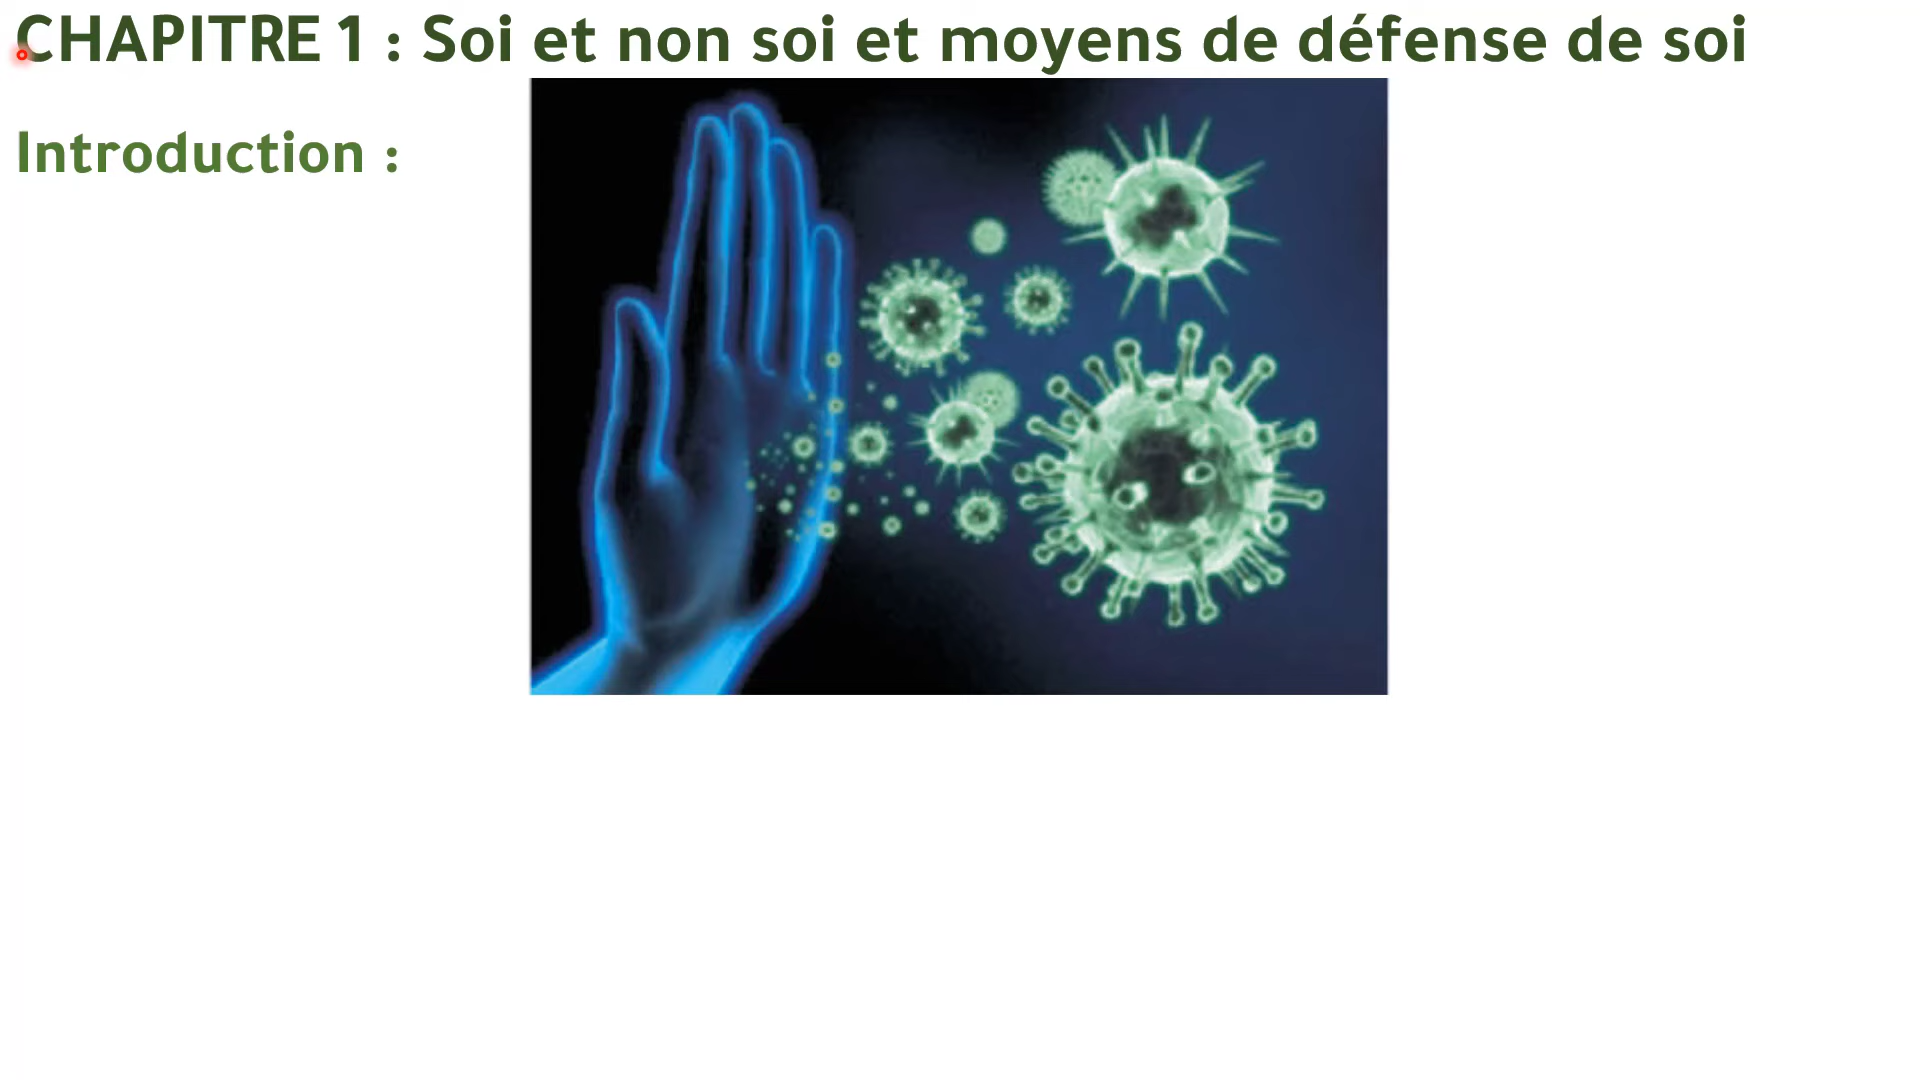 CHAPITRE 1 : Soi et non soi et moyens de défense de soi
Introduction :